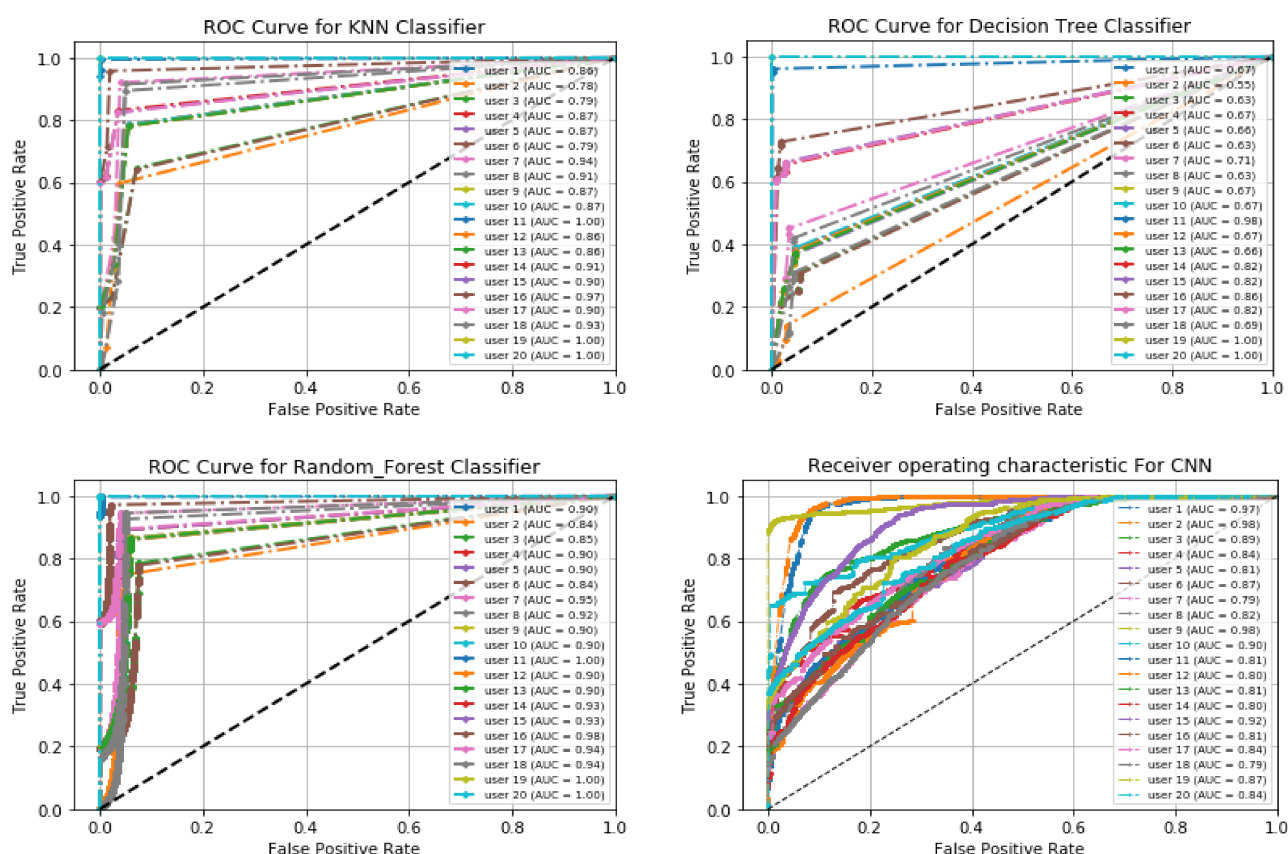 ROC Curve for KNN Classifier
True Positive Rate
1.0
0.8
0.6
0.4
0.2
0.0
user 1 (AUC = 0.86)
user 2 (AUC = 0.78)
user 3 (AUC = 0.79)
user 4 (AUC = 0.87)
user 5 (AUC = 0.87)
user 6 (AUC = 0.79)
user 7 (AUC = 0.94)
user 8 (AUC = 0.91)
user 9 (AUC = 0.87)
user 10 (AUC = 0.87)
user 11 (AUC = 1.00)
user 12 (AUC = 0.86)
user 13 (AUC = 0.86)
user 14 (AUC = 0.91)
user 15 (AUC = 0.90)
user 16 (AUC = 0.97)
user 17 (AUC = 0.90)
user 18 (AUC = 0.93)
user 19 (AUC = 1.00)
user 20 (AUC = 1.00)
0.0 0.2 0.4 0.6 0.8 1.0
False Positive Rate
ROC Curve for Decision Tree Classifier
True Positive Rate
1.0
0.8
0.6
0.4
0.2
0.0
user 1 (AUC = 0.67)
user 2 (AUC = 0.55)
user 3 (AUC = 0.63)
user 4 (AUC = 0.67)
user 5 (AUC = 0.66)
user 6 (AUC = 0.63)
user 7 (AUC = 0.71)
user 8 (AUC = 0.63)
user 9 (AUC = 0.67)
user 10 (AUC = 0.67)
user 11 (AUC = 0.98)
user 12 (AUC = 0.67)
user 13 (AUC = 0.66)
user 14 (AUC = 0.82)
user 15 (AUC = 0.82)
user 16 (AUC = 0.86)
user 17 (AUC = 0.82)
user 18 (AUC = 0.69)
user 19 (AUC = 1.00)
user 20 (AUC = 1.00)
0.0 0.2 0.4 0.6 0.8 1.0
False Positive Rate
ROC Curve for Random_Forest Classifier
True Positive Rate
1.0
0.8
0.6
0.4
0.2
0.0
user 1 (AUC = 0.90)
user 2 (AUC = 0.84)
user 3 (AUC = 0.85)
user 4 (AUC = 0.90)
user 5 (AUC = 0.90)
user 6 (AUC = 0.84)
user 7 (AUC = 0.95)
user 8 (AUC = 0.92)
user 9 (AUC = 0.90)
user 10 (AUC = 0.90)
user 11 (AUC = 1.00)
user 12 (AUC = 0.90)
user 13 (AUC = 0.90)
user 14 (AUC = 0.93)
user 15 (AUC = 0.93)
user 16 (AUC = 0.98)
user 17 (AUC = 0.94)
user 18 (AUC = 0.94)
user 19 (AUC = 1.00)
user 20 (AUC = 1.00)
0.0 0.2 0.4 0.6 0.8 1.0
False Positive Rate
Receiver operating characteristic For CNN
True Positive Rate
1.0
0.8
0.6
0.4
0.2
0.0
user 1 (AUC = 0.97)
user 2 (AUC = 0.98)
user 3 (AUC = 0.89)
user 4 (AUC = 0.84)
user 5 (AUC = 0.81)
user 6 (AUC = 0.87)
user 7 (AUC = 0.79)
user 8 (AUC = 0.82)
user 9 (AUC = 0.98)
user 10 (AUC = 0.90)
user 11 (AUC = 0.81)
user 12 (AUC = 0.80)
user 13 (AUC = 0.81)
user 14 (AUC = 0.80)
user 15 (AUC = 0.92)
user 16 (AUC = 0.81)
user 17 (AUC = 0.84)
user 18 (AUC = 0.79)
user 19 (AUC = 0.87)
user 20 (AUC = 0.84)
0.0 0.2 0.4 0.6 0.8 1.0
False Positive Rate